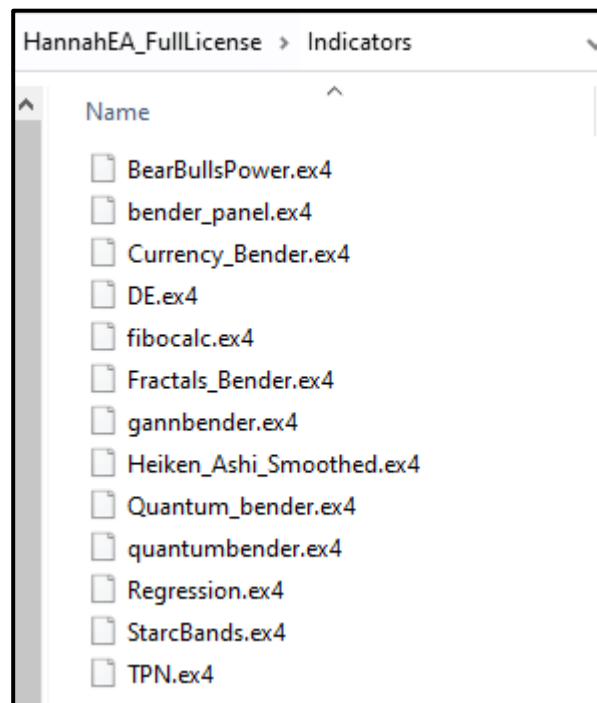 HannahEA_FullLicense > Indicators
Name
BearBullsPower.ex4
bender_panel.ex4
Currency_Bender.ex4
DE.ex4
fibocalc.ex4
Fractals_Bender.ex4
gannbender.ex4
Heiken_Ashi_Smoothed.ex4
Quantum_bender.ex4
quantumbender.ex4
Regression.ex4
StarcBands.ex4
TPN.ex4